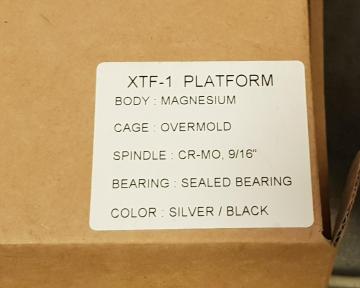 XTF-1 PLATFORM
BODY : MAGNESIUM
CAGE : OVERMOLD
SPINDLE : CR-MO, 9/16"
BEARING : SEALED BEARING
COLOR : SILVER / BLACK